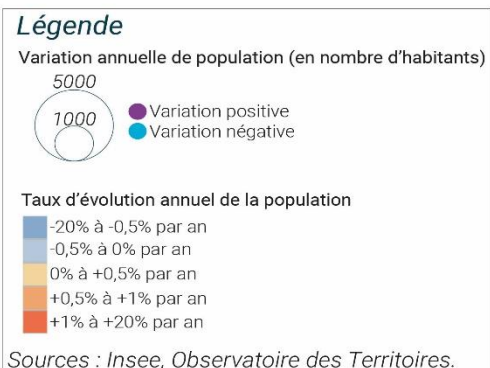 Légende
Variation annuelle de population (en nombre d'habitants)
5000
1000
Variation positive
Variation négative
Taux d'évolution annuel de la population
-20% à -0,5% par an
-0,5% à 0% par an
0% à +0,5% par an
+0,5% à +1% par an
+1% à +20% par an
Sources : Insee, Observatoire des Territoires.